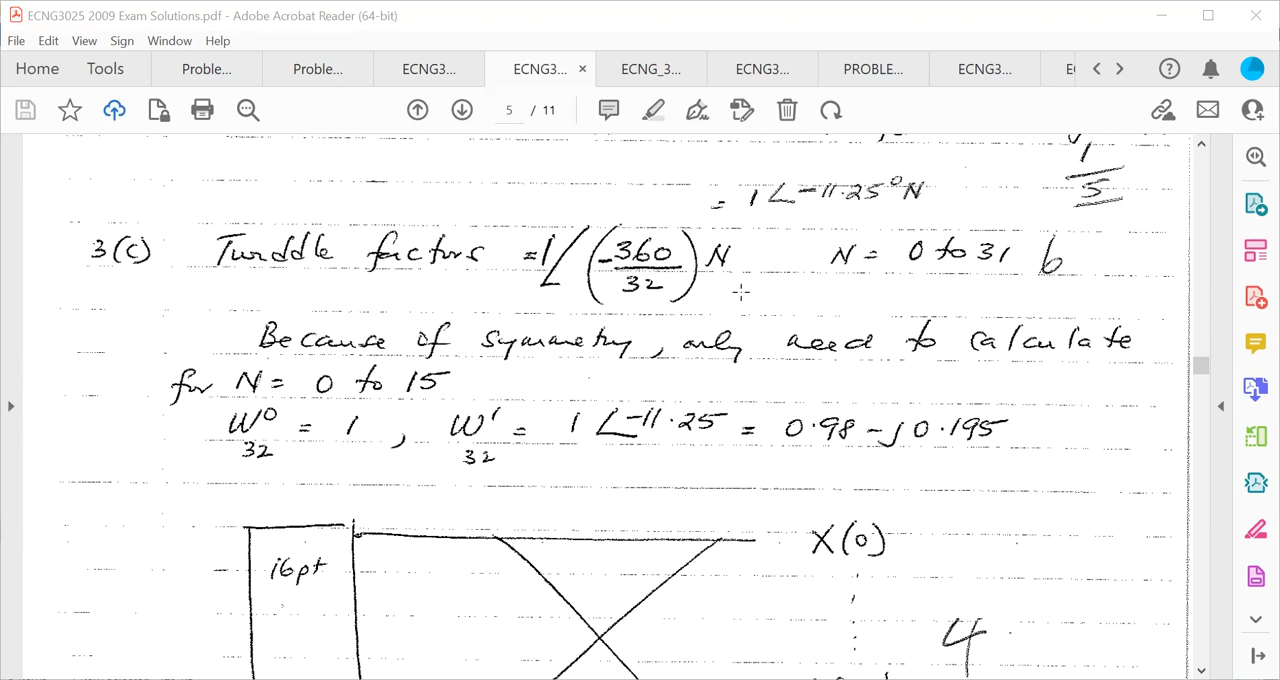 ECNG3025 2009 Exam Solutions.pdf - Adobe Acrobat Reader (64-bit)
File Edit View Sign Window Help
Home Tools Proble... Proble... ECNG3... ECNG3... × ECNG_3... ECNG3... PROBLE... ECNG3...
5 / 11
1
5
= 1∠-11.25°N
3(c) Twiddle factors = 1∠(-360/32)N N = 0 to 31 6
Because of symmetry, only need to calculate
for N = 0 to 15
W⁰₃₂ = 1 , W¹₃₂ = 1∠-11.25 = 0.98 - j0.195
16pt X(0)
4